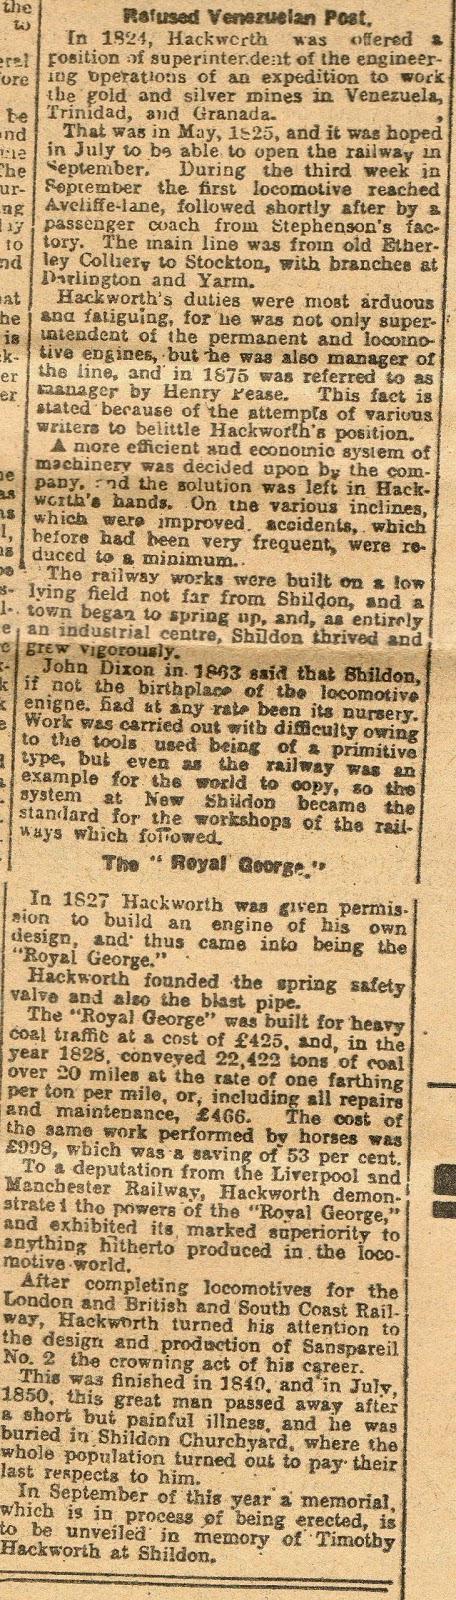 the
to
Refused Venezuelan Post.
In 1824, Hackworth was offered a
position of superintendent of the engineer-
ing operations of an expedition to work
the gold and silver mines in Venezuela,
Trinidad, and Granada.
That was in May, 1825, and it was hoped
in July to be able to open the railway in
September. During the third week in
September the first locomotive reached
Aycliffe-lane, followed shortly after by a
passenger coach from Stephenson's fac-
tory. The main line was from old Ether-
ley Colliery to Stockton, with branches at
Darlington and Yarm.
Hackworth's duties were most arduous
and fatiguing, for he was not only super-
intendent of the permanent and locomo-
tive engines, but he was also manager of
the line, and in 1875 was referred to as
manager by Henry Pease. This fact is
stated because of the attempts of various
writers to belittle Hackworth's position.
A more efficient and economic system of
machinery was decided upon by the com-
pany, and the solution was left in Hack-
worth's hands. On the various inclines,
which were improved, accidents, which
before had been very frequent, were re-
duced to a minimum.
The railway works were built on a low
lying field not far from Shildon, and a
town began to spring up, and, as entirely
an industrial centre, Shildon thrived and
grew vigorously.
John Dixon in 1863 said that Shildon,
if not the birthplace of the locomotive
enigne, had at any rate been its nursery.
Work was carried out with difficulty owing
to the tools used being of a primitive
type, but even as the railway was an
example for the world to copy, so the
system at New Shildon became the
standard for the workshops of the rail-
ways which followed.
The "Royal George."
In 1827 Hackworth was given permis-
sion to build an engine of his own
design, and thus came into being the
"Royal George."
Hackworth founded the spring safety
valve and also the blast pipe.
The "Royal George" was built for heavy
coal traffic at a cost of £425, and, in the
year 1828, conveyed 22,422 tons of coal
over 20 miles at the rate of one farthing
per ton per mile, or, including all repairs
and maintenance, £466. The cost of
the same work performed by horses was
£998, which was a saving of 53 per cent.
To a deputation from the Liverpool and
Manchester Railway, Hackworth demon-
strated the powers of the "Royal George,"
and exhibited its marked superiority to
anything hitherto produced in the loco-
motive world.
After completing locomotives for the
London and British and South Coast Rail-
way, Hackworth turned his attention to
the design and production of Sanspareil
No. 2 the crowning act of his career.
This was finished in 1849, and in July,
1850, this great man passed away after
a short but painful illness, and he was
buried in Shildon Churchyard, where the
whole population turned out to pay their
last respects to him.
In September of this year a memorial,
which is in process of being erected, is
to be unveiled in memory of Timothy
Hackworth at Shildon.